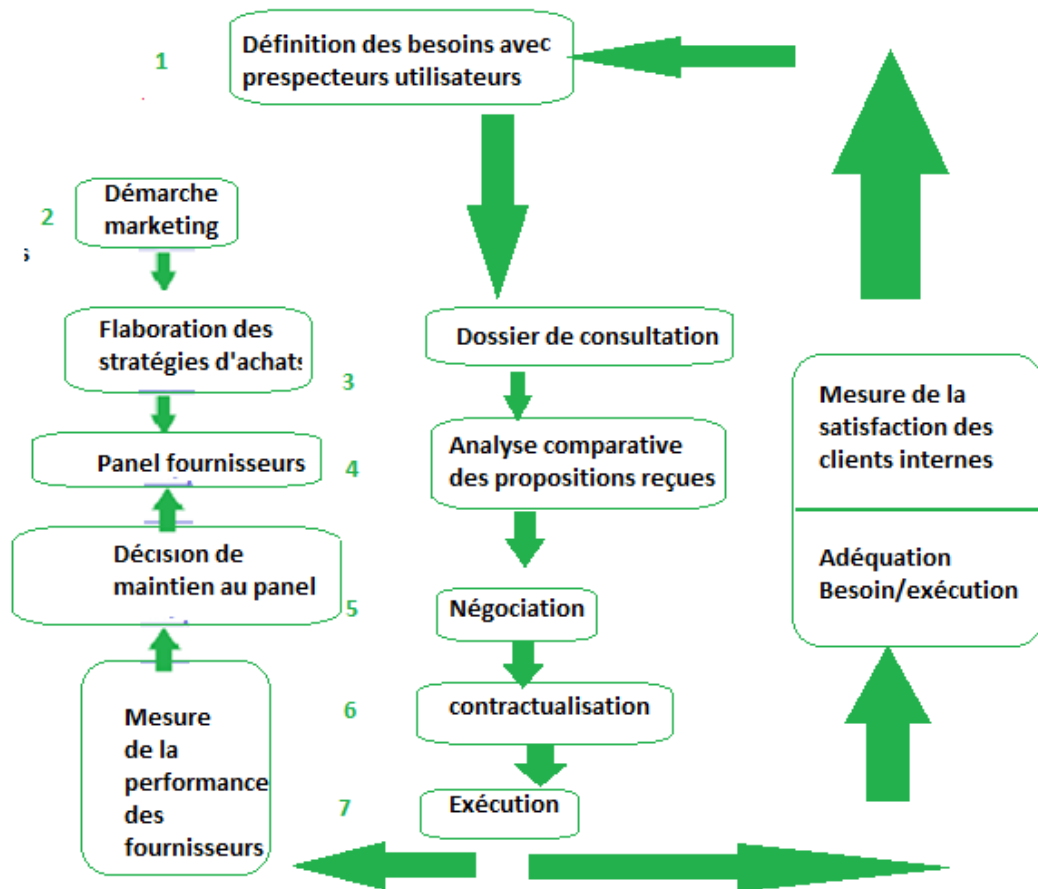 1
Définition des besoins avec
prespecteurs utilisateurs
2
Démarche
marketing
s
Flaboration des
stratégies d'achats
3
Panel fournisseurs
4
Décision de
maintien au panel
5
Mesure
de la
performance
des
fournisseurs
Dossier de consultation
Analyse comparative
des propositions reçues
Négociation
6
contractualisation
7
Exécution
Mesure de la
satisfaction des
clients internes
Adéquation
Besoin/exécution